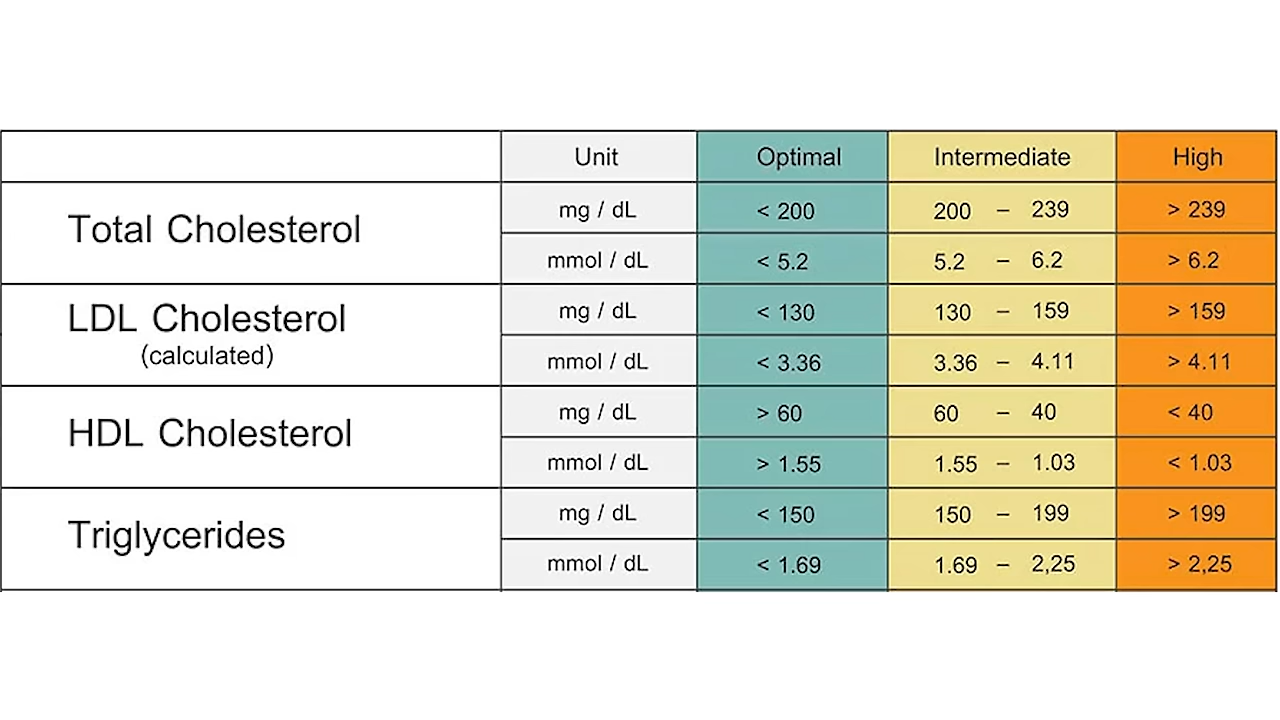 Unit Optimal Intermediate High
Total Cholesterol
mg / dL < 200 200 – 239 > 239
mmol / dL < 5.2 5.2 – 6.2 > 6.2
LDL Cholesterol
(calculated)
mg / dL < 130 130 – 159 > 159
mmol / dL < 3.36 3.36 – 4.11 > 4.11
HDL Cholesterol
mg / dL > 60 60 – 40 < 40
mmol / dL > 1.55 1.55 – 1.03 < 1.03
Triglycerides
mg / dL < 150 150 – 199 > 199
mmol / dL < 1.69 1.69 – 2,25 > 2,25